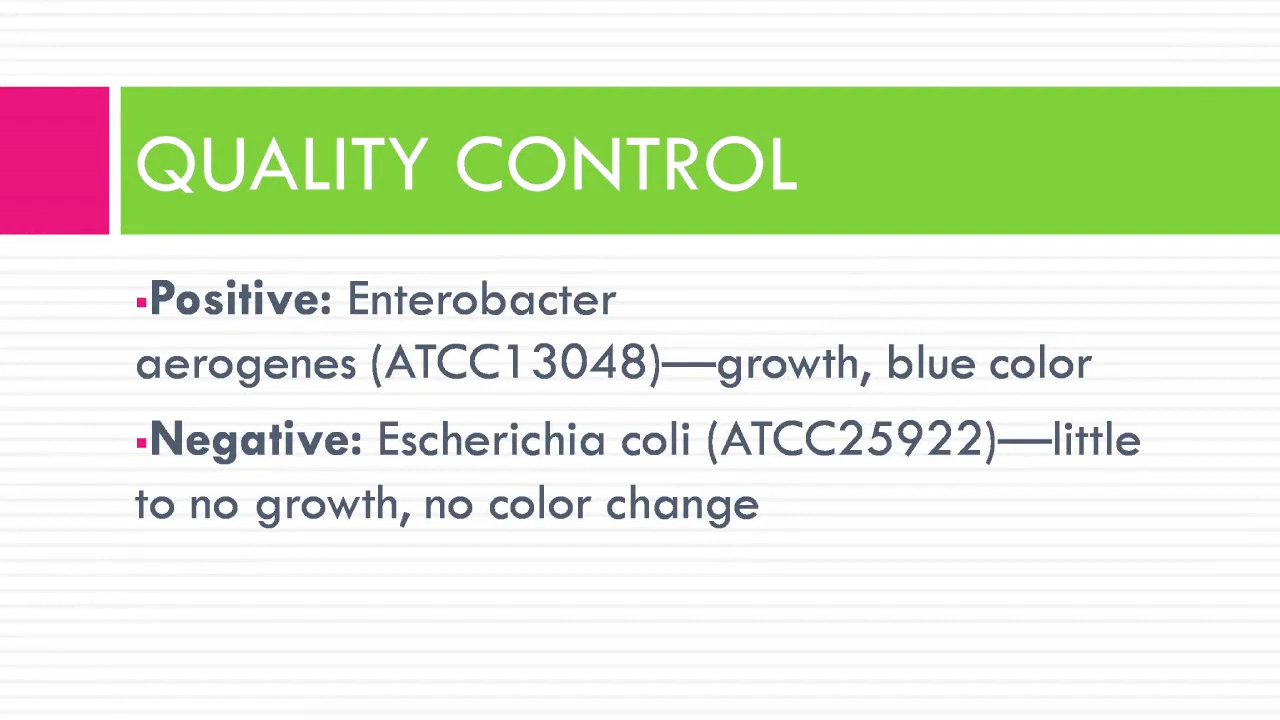 QUALITY CONTROL
▪Positive: Enterobacter
aerogenes (ATCC13048)—growth, blue color
▪Negative: Escherichia coli (ATCC25922)—little
to no growth, no color change